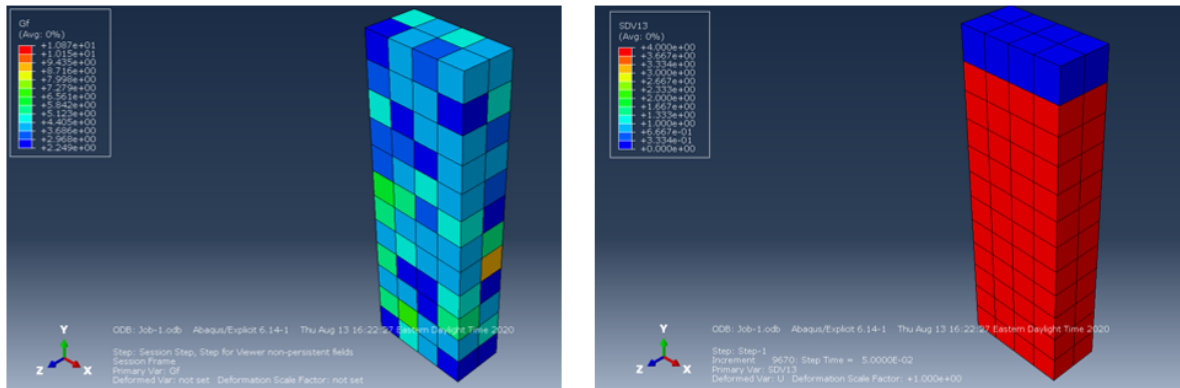 Gf
(Avg: 0%)
+1.087e+01
+1.015e+01
+9.435e+00
+8.716e+00
+7.998e+00
+7.279e+00
+6.561e+00
+5.842e+00
+5.123e+00
+4.405e+00
+3.686e+00
+2.968e+00
+2.249e+00
ODB: Job-1.odb Abaqus/Explicit 6.14-1 Thu Aug 13 16:22:27 Eastern Daylight Time 2020
Step: Session Step, Step for Viewer non-persistent fields
Session Frame
Primary Var: Gf
Deformed Var: not set Deformation Scale Factor: not set
Y
Z
X
SDV13
(Avg: 0%)
+4.000e+00
+3.667e+00
+3.334e+00
+3.000e+00
+2.667e+00
+2.333e+00
+2.000e+00
+1.667e+00
+1.333e+00
+1.000e+00
+6.667e-01
+3.334e-01
+0.000e+00
ODB: Job-1.odb Abaqus/Explicit 6.14-1 Thu Aug 13 16:22:27 Eastern Daylight Time 2020
Step: Step-1
Increment 9670: Step Time = 5.0000E-02
Primary Var: SDV13
Deformed Var: U Deformation Scale Factor: +1.000e+00
Y
Z
X